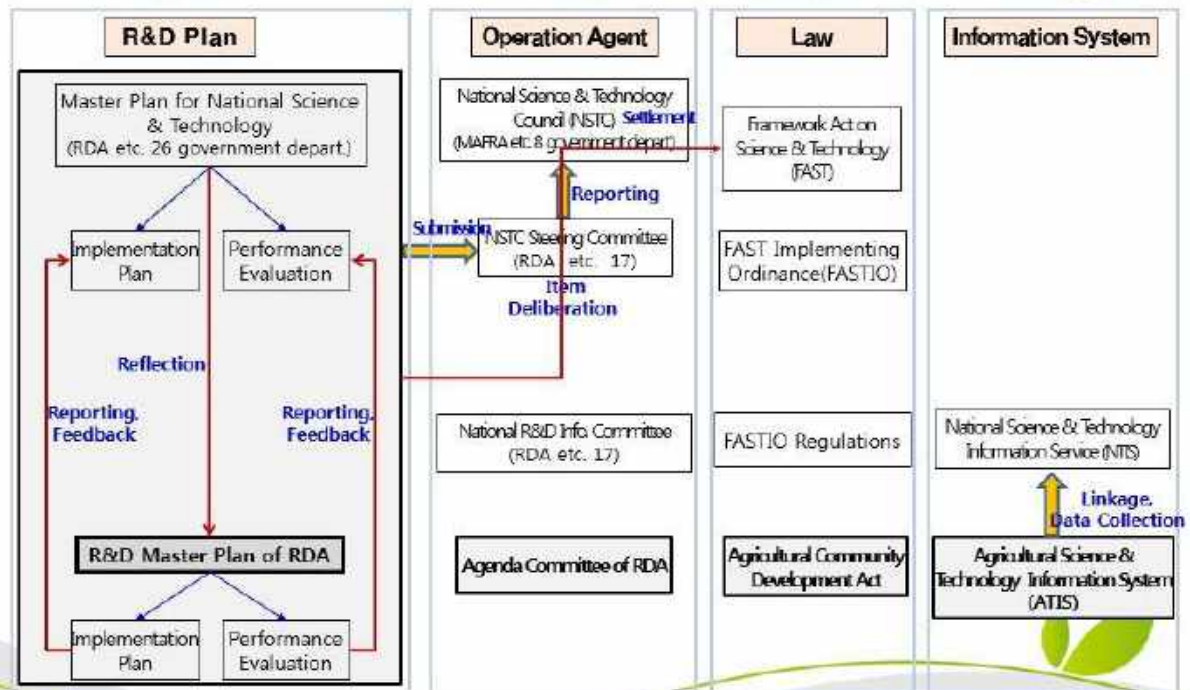 R&D Plan
Master Plan for National Science
& Technology
(RDA etc. 26 government depart.)
Implementation
Plan
Performance
Evaluation
Reflection
Reporting,
Feedback
Reporting,
Feedback
R&D Master Plan of RDA
Implementation
Plan
Performance
Evaluation
Submission
Operation Agent
National Science & Technology
Council (NSTC)
Settlement
(MAFRA etc. 8 government depart)
Reporting
NSTC Steering Committee
(RDA etc. 17)
Item
Deliberation
National R&D Info. Committee
(RDA etc. 17)
Agenda Committee of RDA
Law
Framework Act on
Science & Technology
(FAST)
FAST Implementing
Ordinance(FASTIO)
FASTIO Regulations
Agricultural Community
Development Act
Information System
National Science & Technology
Information Service (NTIS)
Linkage,
Data Collection
Agricultural Science &
Technology Information System
(ATIS)